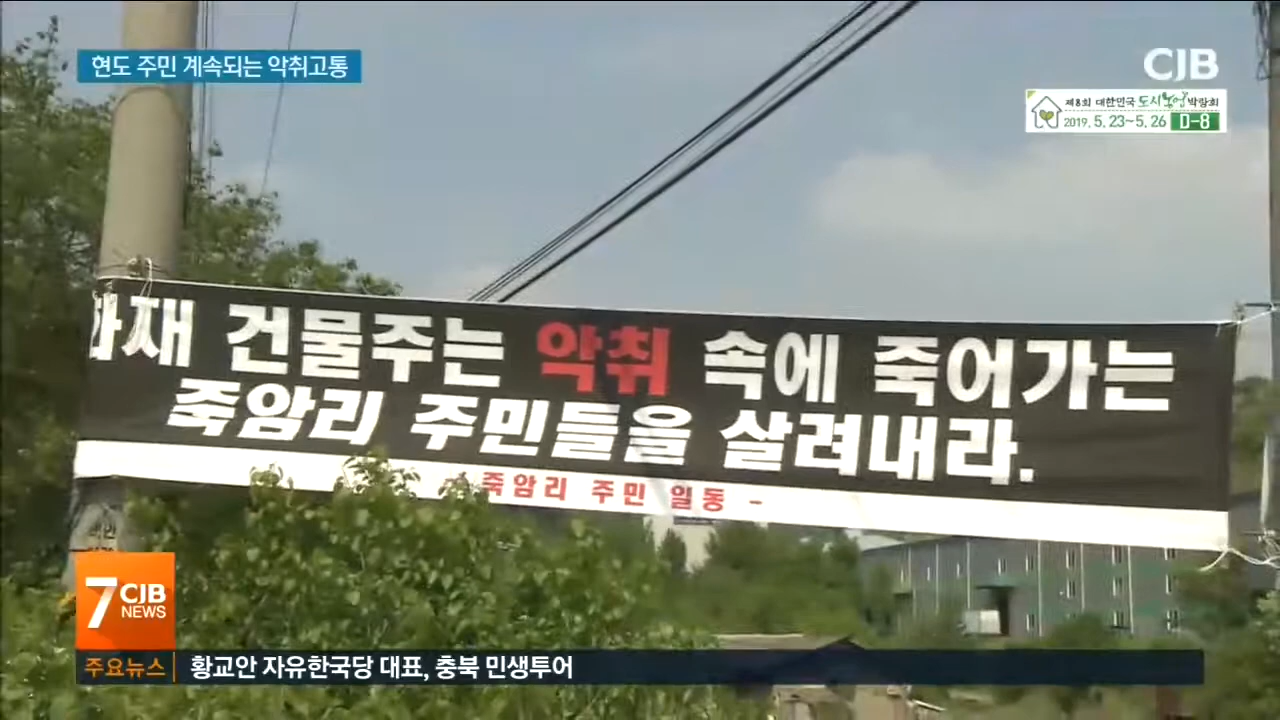 현도 주민 계속되는 악취고통
CJB
제8회 대한민국 도시농업박람회
2019. 5. 23~5. 26 D-8
화재 건물주는 악취 속에 죽어가는
죽암리 주민들을 살려내라.
죽암리 주민 일동 -
7 CJB
NEWS
주요뉴스 황교안 자유한국당 대표, 충북 민생투어